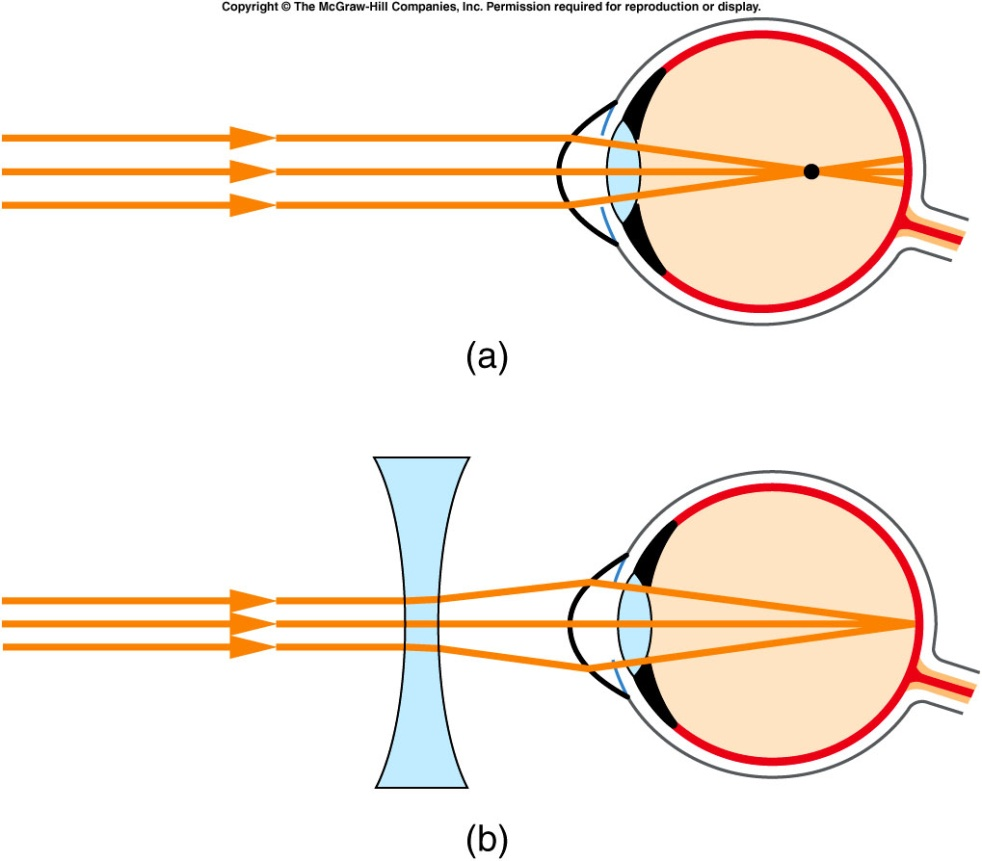 Copyright © The McGraw-Hill Companies, Inc. Permission required for reproduction or display.
(a)
(b)